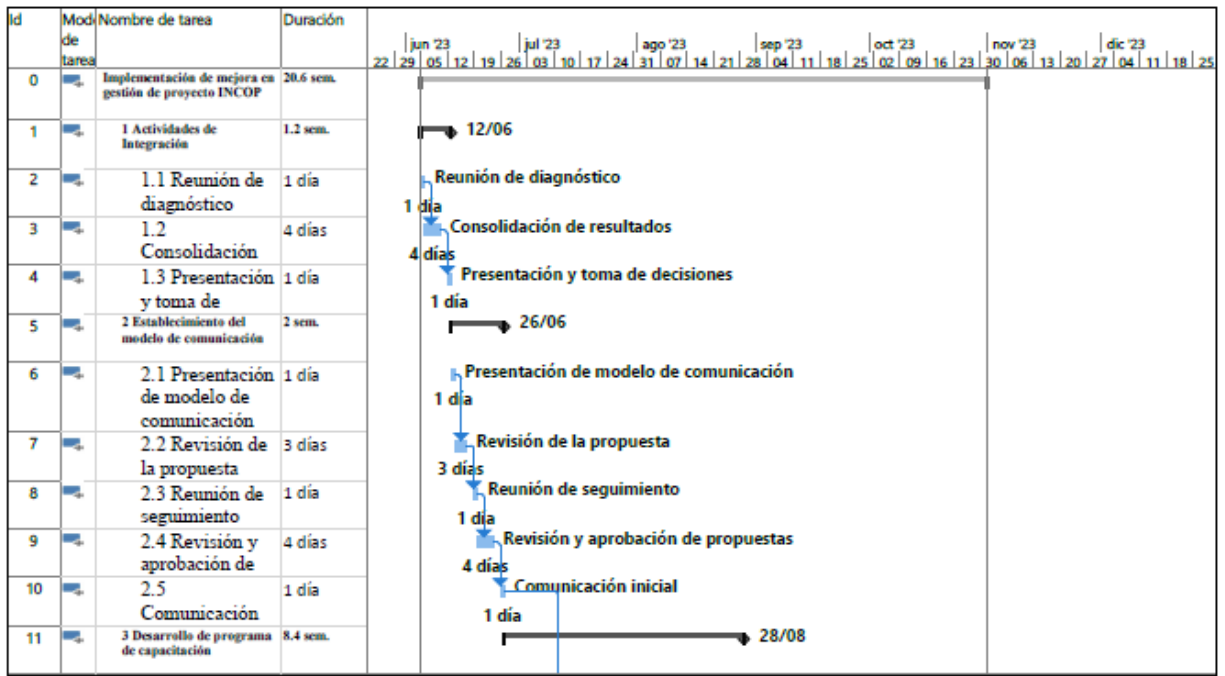 Id Modo de tarea Nombre de tarea Duración
jun '23 jul '23 ago '23 sep '23 oct '23 nov '23 dic '23
22 29 05 12 19 26 03 10 17 24 31 07 14 21 28 04 11 18 25 02 09 16 23 30 06 13 20 27 04 11 18 25
0 Implementación de mejora en 20.6 sem.
gestión de proyecto INCOP
1 1 Actividades de 1.2 sem. 12/06
Integración
2 1.1 Reunión de 1 día Reunión de diagnóstico
diagnóstico 1 día
3 1.2 4 días Consolidación de resultados
Consolidación 4 días
4 1.3 Presentación 1 día Presentación y toma de decisiones
y toma de 1 día
5 2 Establecimiento del 2 sem. 26/06
modelo de comunicación
6 2.1 Presentación 1 día Presentación de modelo de comunicación
de modelo de 1 día
comunicación
7 2.2 Revisión de 3 días Revisión de la propuesta
la propuesta 3 días
8 2.3 Reunión de 1 día Reunión de seguimiento
seguimiento 1 día
9 2.4 Revisión y 4 días Revisión y aprobación de propuestas
aprobación de 4 días
10 2.5 1 día Comunicación inicial
Comunicación 1 día
11 3 Desarrollo de programa 8.4 sem. 28/08
de capacitación